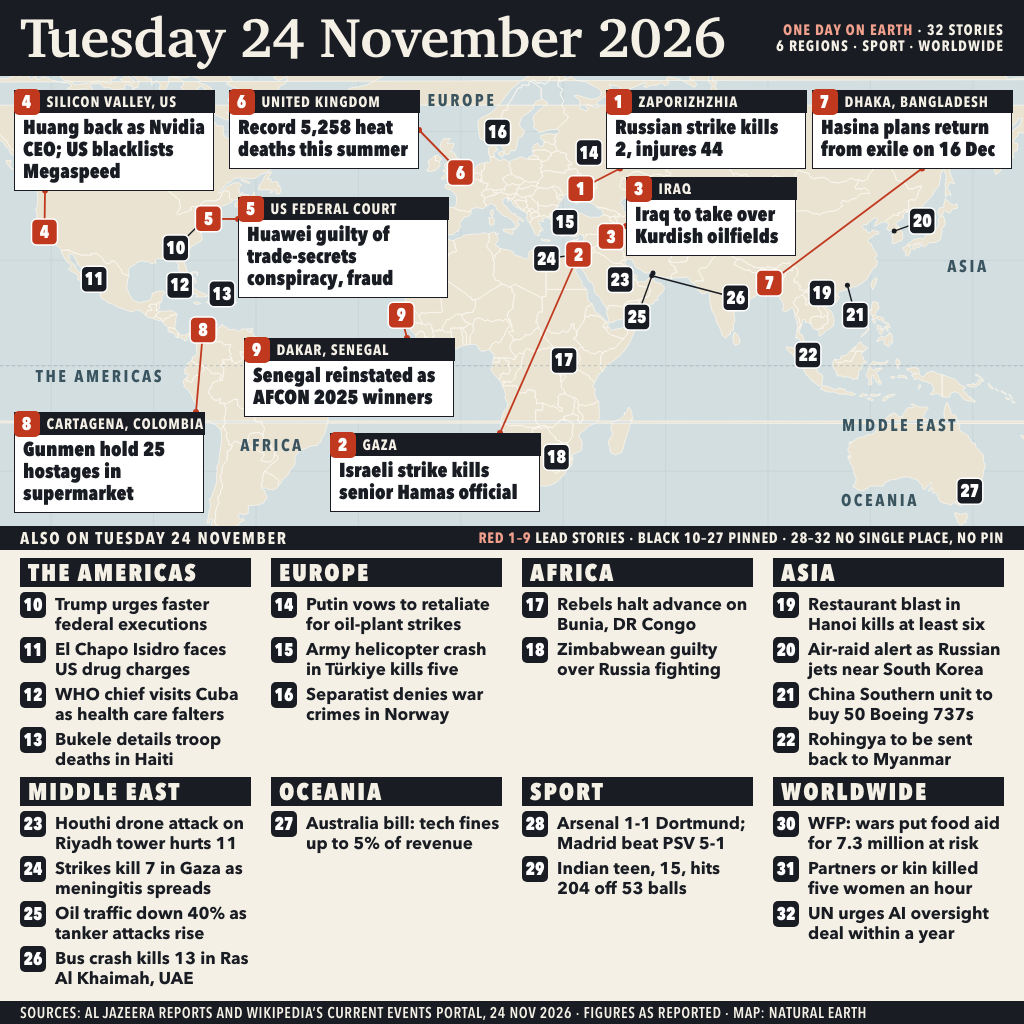 Tuesday 24 November 2026
ONE DAY ON EARTH · 32 STORIES
6 REGIONS · SPORT · WORLDWIDE
4 SILICON VALLEY, US
Huang back as Nvidia
CEO; US blacklists
Megaspeed
6 UNITED KINGDOM
Record 5,258 heat
deaths this summer
EUROPE
1 ZAPORIZHZHIA
Russian strike kills
2, injures 44
7 DHAKA, BANGLADESH
Hasina plans return
from exile on 16 Dec
16
14
6
1
3 IRAQ
Iraq to take over
Kurdish oilfields
5 US FEDERAL COURT
Huawei guilty of
trade-secrets
conspiracy, fraud
4
5
10
15
3
20
24
2
ASIA
11
12
13
23
7
26
19
25
21
8
9
9 DAKAR, SENEGAL
Senegal reinstated as
AFCON 2025 winners
17
22
THE AMERICAS
8 CARTAGENA, COLOMBIA
Gunmen hold 25
hostages in
supermarket
AFRICA
2 GAZA
Israeli strike kills
senior Hamas official
18
MIDDLE EAST
OCEANIA
27
ALSO ON TUESDAY 24 NOVEMBER
RED 1–9 LEAD STORIES · BLACK 10–27 PINNED · 28–32 NO SINGLE PLACE, NO PIN
THE AMERICAS
10 Trump urges faster
federal executions
11 El Chapo Isidro faces
US drug charges
12 WHO chief visits Cuba
as health care falters
13 Bukele details troop
deaths in Haiti
EUROPE
14 Putin vows to retaliate
for oil-plant strikes
15 Army helicopter crash
in Türkiye kills five
16 Separatist denies war
crimes in Norway
AFRICA
17 Rebels halt advance on
Bunia, DR Congo
18 Zimbabwean guilty
over Russia fighting
ASIA
19 Restaurant blast in
Hanoi kills at least six
20 Air-raid alert as Russian
jets near South Korea
21 China Southern unit to
buy 50 Boeing 737s
22 Rohingya to be sent
back to Myanmar
MIDDLE EAST
23 Houthi drone attack on
Riyadh tower hurts 11
24 Strikes kill 7 in Gaza as
meningitis spreads
25 Oil traffic down 40% as
tanker attacks rise
26 Bus crash kills 13 in Ras
Al Khaimah, UAE
OCEANIA
27 Australia bill: tech fines
up to 5% of revenue
SPORT
28 Arsenal 1-1 Dortmund;
Madrid beat PSV 5-1
29 Indian teen, 15, hits
204 off 53 balls
WORLDWIDE
30 WFP: wars put food aid
for 7.3 million at risk
31 Partners or kin killed
five women an hour
32 UN urges AI oversight
deal within a year
SOURCES: AL JAZEERA REPORTS AND WIKIPEDIA'S CURRENT EVENTS PORTAL, 24 NOV 2026 · FIGURES AS REPORTED · MAP: NATURAL EARTH